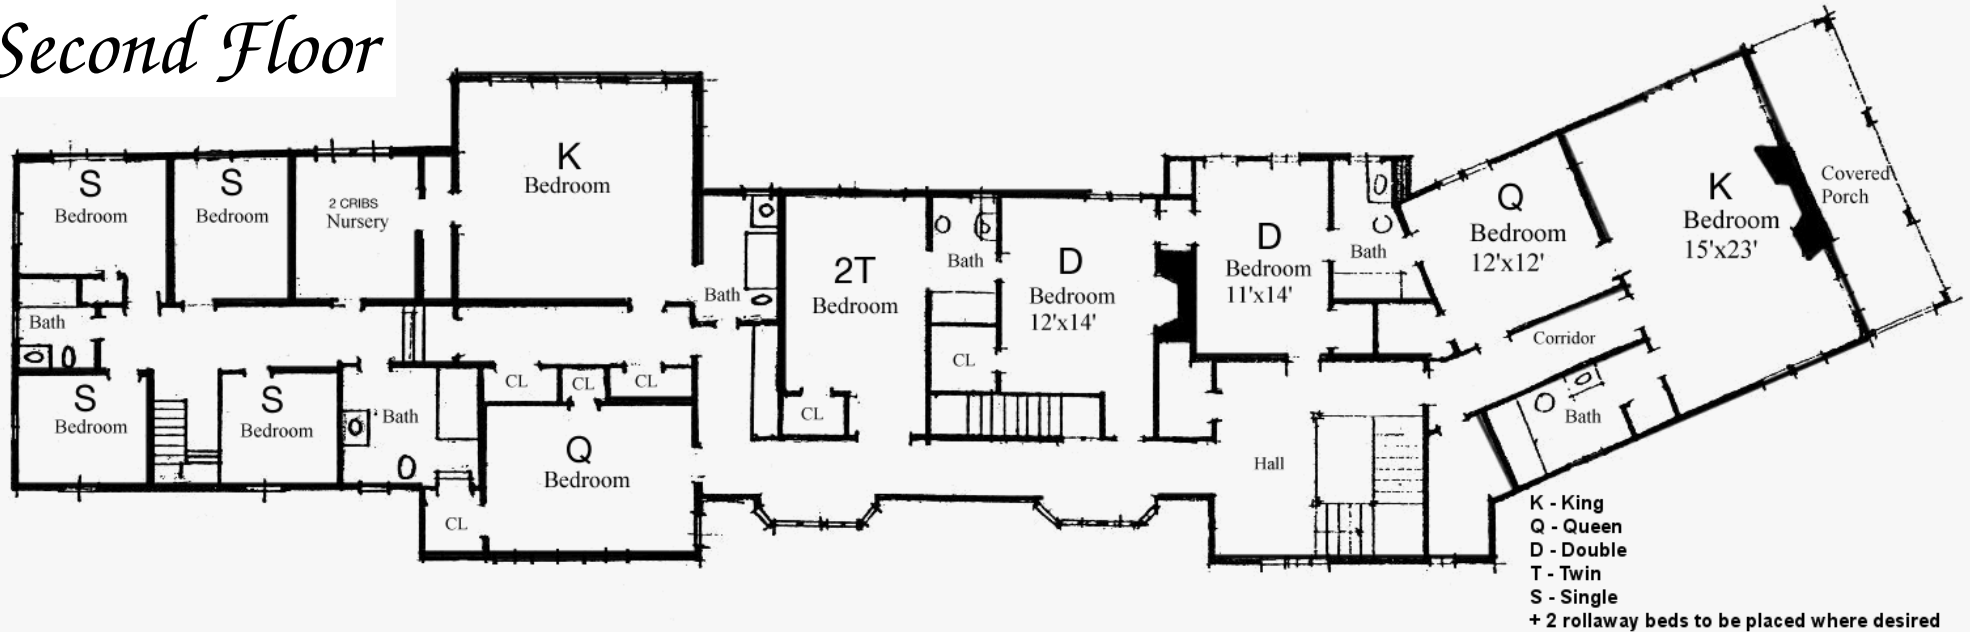 Second Floor
S
Bedroom
S
Bedroom
2 CRIBS
Nursery
K
Bedroom
Bath
S
Bedroom
S
Bedroom
Bath
CL
CL
CL
CL
Q
Bedroom
Bath
2T
Bedroom
CL
Bath
CL
D
Bedroom
12'x14'
D
Bedroom
11'x14'
Bath
Hall
Q
Bedroom
12'x12'
Corridor
Bath
K
Bedroom
15'x23'
Covered
Porch
K - King
Q - Queen
D - Double
T - Twin
S - Single
+ 2 rollaway beds to be placed where desired